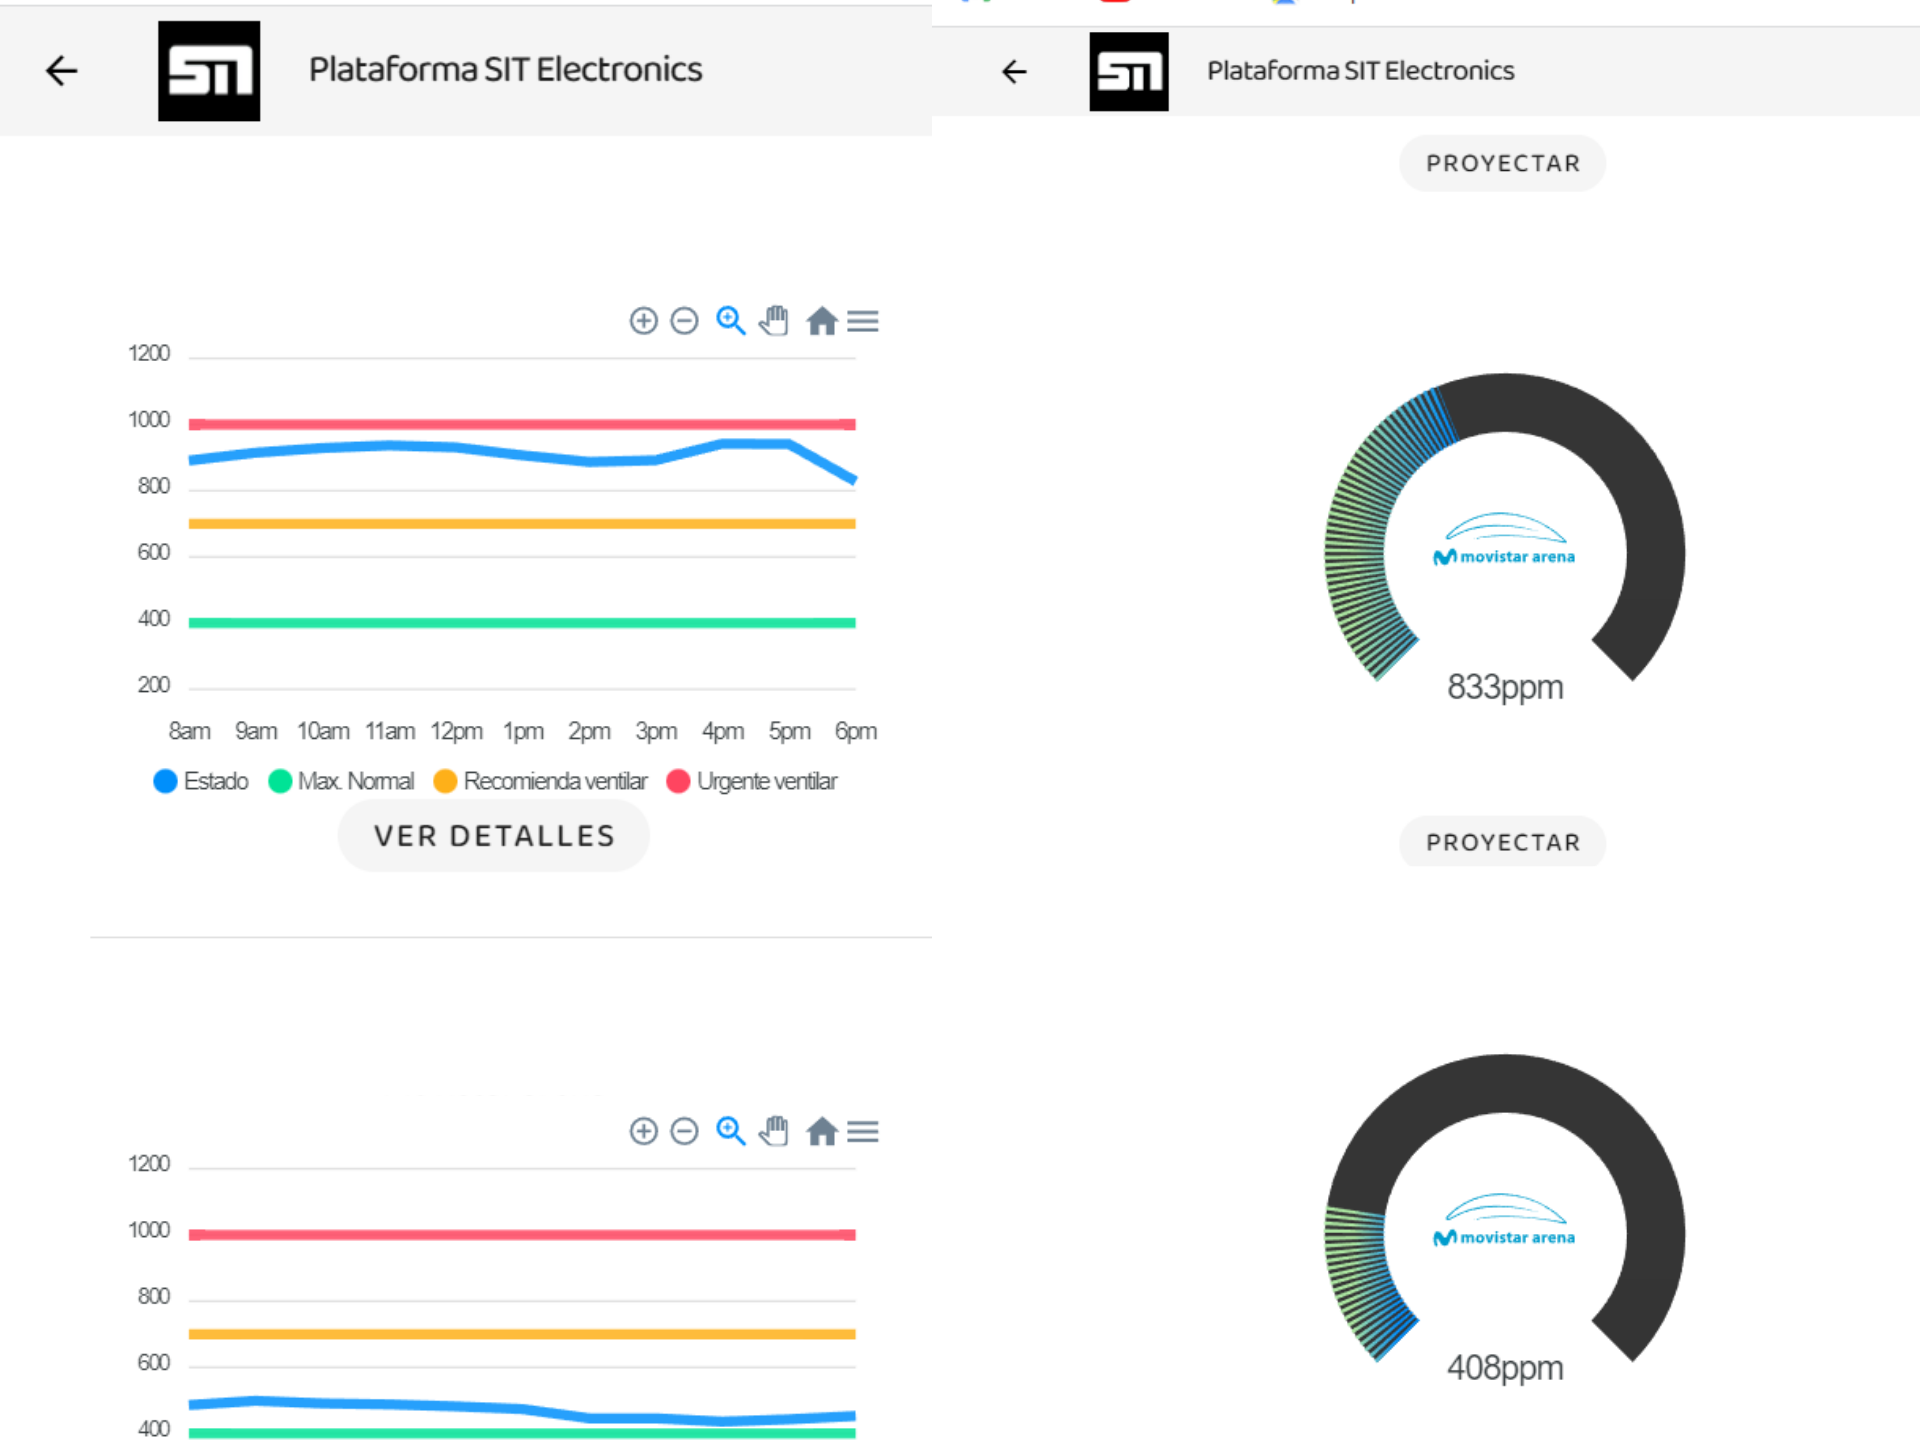 Plataforma SIT Electronics
1200
1000
800
600
400
200
8am 9am 10am 11am 12pm 1pm 2pm 3pm 4pm 5pm 6pm
Estado Max. Normal Recomienda ventilar Urgente ventilar
VER DETALLES
1200
1000
800
600
400
Plataforma SIT Electronics
PROYECTAR
movistar arena
833ppm
PROYECTAR
movistar arena
408ppm